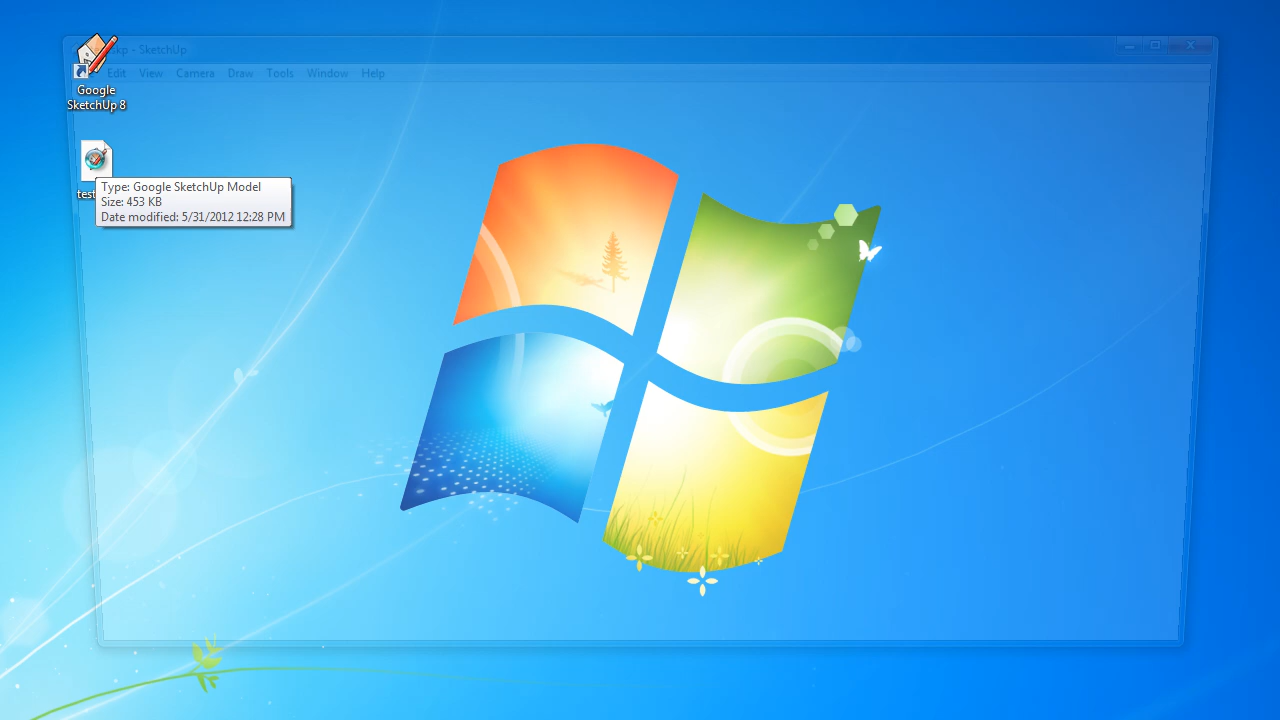 .skp - SketchUp
Edit View Camera Draw Tools Window Help
Google
SketchUp 8
test
Type: Google SketchUp Model
Size: 453 KB
Date modified: 5/31/2012 12:28 PM